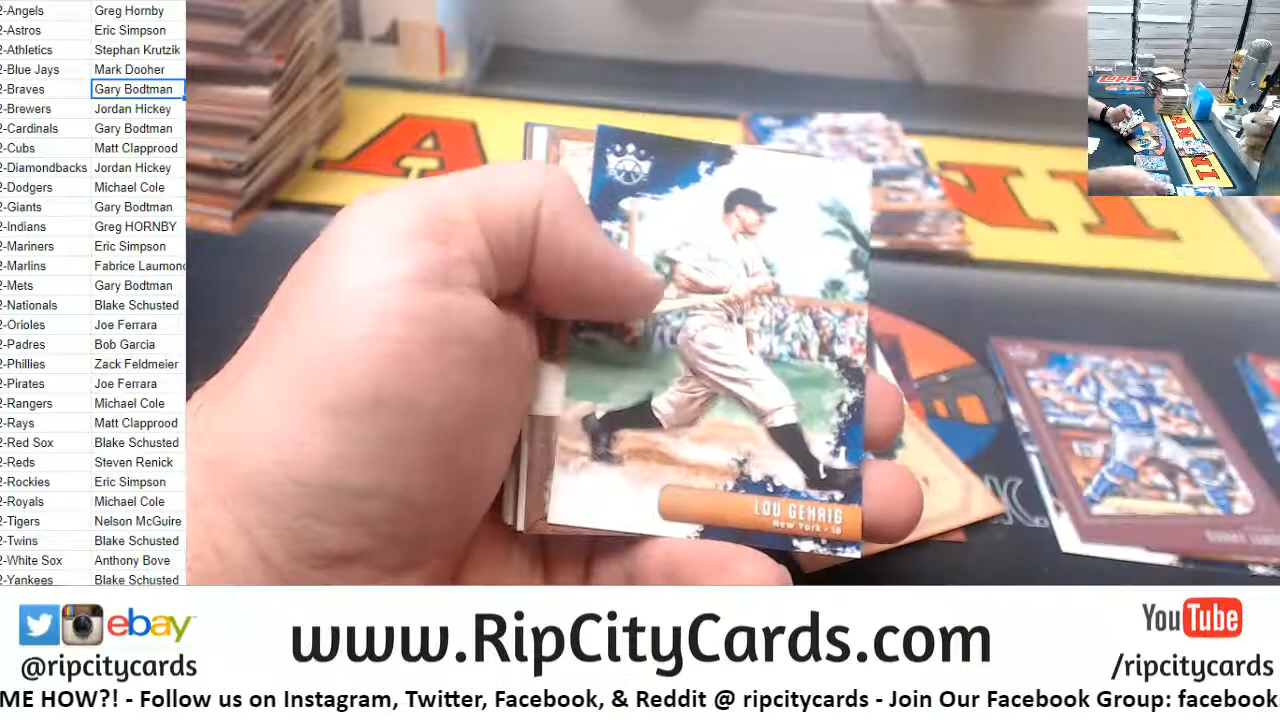 2-Angels Greg Hornby
2-Astros Eric Simpson
2-Athletics Stephan Krutzik
2-Blue Jays Mark Dooher
2-Braves Gary Bodtman
2-Brewers Jordan Hickey
2-Cardinals Gary Bodtman
2-Cubs Matt Clapprood
2-Diamondbacks Jordan Hickey
2-Dodgers Michael Cole
2-Giants Gary Bodtman
2-Indians Greg HORNBY
2-Mariners Eric Simpson
2-Marlins Fabrice Laumond
2-Mets Gary Bodtman
2-Nationals Blake Schusted
2-Orioles Joe Ferrara
2-Padres Bob Garcia
2-Phillies Zack Feldmeier
2-Pirates Joe Ferrara
2-Rangers Michael Cole
2-Rays Matt Clapprood
2-Red Sox Blake Schusted
2-Reds Steven Renick
2-Rockies Eric Simpson
2-Royals Michael Cole
2-Tigers Nelson McGuire
2-Twins Blake Schusted
2-White Sox Anthony Bove
2-Yankees Blake Schusted
A NI
ANINI
LOU GEHRIG
New York - 1B
ebay
@ripcitycards
www.RipCityCards.com
YouTube
/ripcitycards
ME HOW?! - Follow us on Instagram, Twitter, Facebook, & Reddit @ ripcitycards - Join Our Facebook Group: facebook